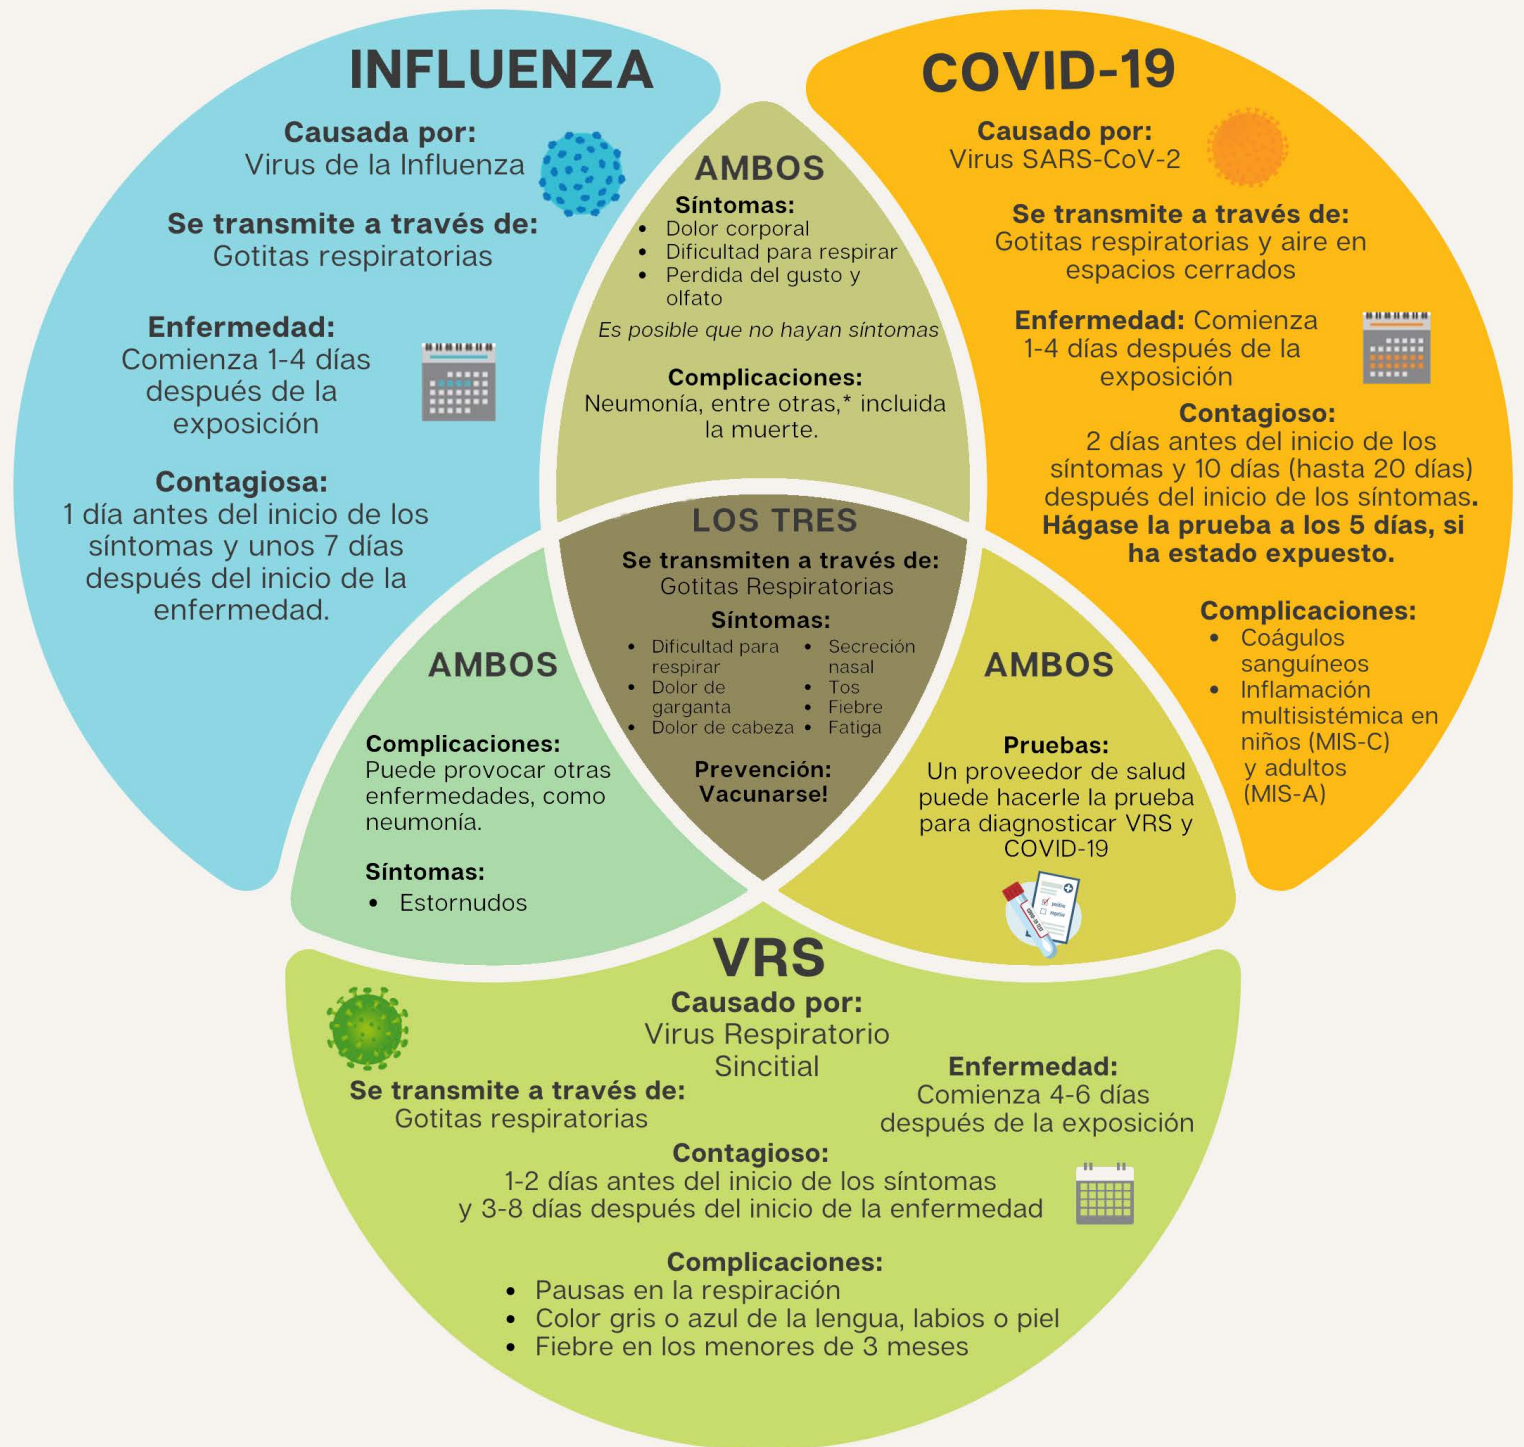 INFLUENZA
Causada por:
Virus de la Influenza
Se transmite a través de:
Gotitas respiratorias
Enfermedad:
Comienza 1-4 días
después de la
exposición
Contagiosa:
1 día antes del inicio de los
síntomas y unos 7 días
después del inicio de la
enfermedad.
AMBOS
Síntomas:
• Dolor corporal
• Dificultad para respirar
• Perdida del gusto y
olfato
Es posible que no hayan síntomas
Complicaciones:
Neumonía, entre otras,* incluida
la muerte.
COVID-19
Causado por:
Virus SARS-CoV-2
Se transmite a través de:
Gotitas respiratorias y aire en
espacios cerrados
Enfermedad: Comienza
1-4 días después de la
exposición
Contagioso:
2 días antes del inicio de los
síntomas y 10 días (hasta 20 días)
después del inicio de los síntomas.
Hágase la prueba a los 5 días, si
ha estado expuesto.
Complicaciones:
• Coágulos
sanguíneos
• Inflamación
multisistémica en
niños (MIS-C)
y adultos
(MIS-A)
LOS TRES
Se transmiten a través de:
Gotitas Respiratorias
Síntomas:
• Dificultad para
respirar
• Dolor de
garganta
• Dolor de cabeza
• Secreción
nasal
• Tos
• Fiebre
• Fatiga
Prevención:
Vacunarse!
AMBOS
Complicaciones:
Puede provocar otras
enfermedades, como
neumonía.
Síntomas:
• Estornudos
AMBOS
Pruebas:
Un proveedor de salud
puede hacerle la prueba
para diagnosticar VRS y
COVID-19
positive
negative
VRS
Causado por:
Virus Respiratorio
Sincitial
Se transmite a través de:
Gotitas respiratorias
Enfermedad:
Comienza 4-6 días
después de la exposición
Contagioso:
1-2 días antes del inicio de los síntomas
y 3-8 días después del inicio de la enfermedad
Complicaciones:
• Pausas en la respiración
• Color gris o azul de la lengua, labios o piel
• Fiebre en los menores de 3 meses